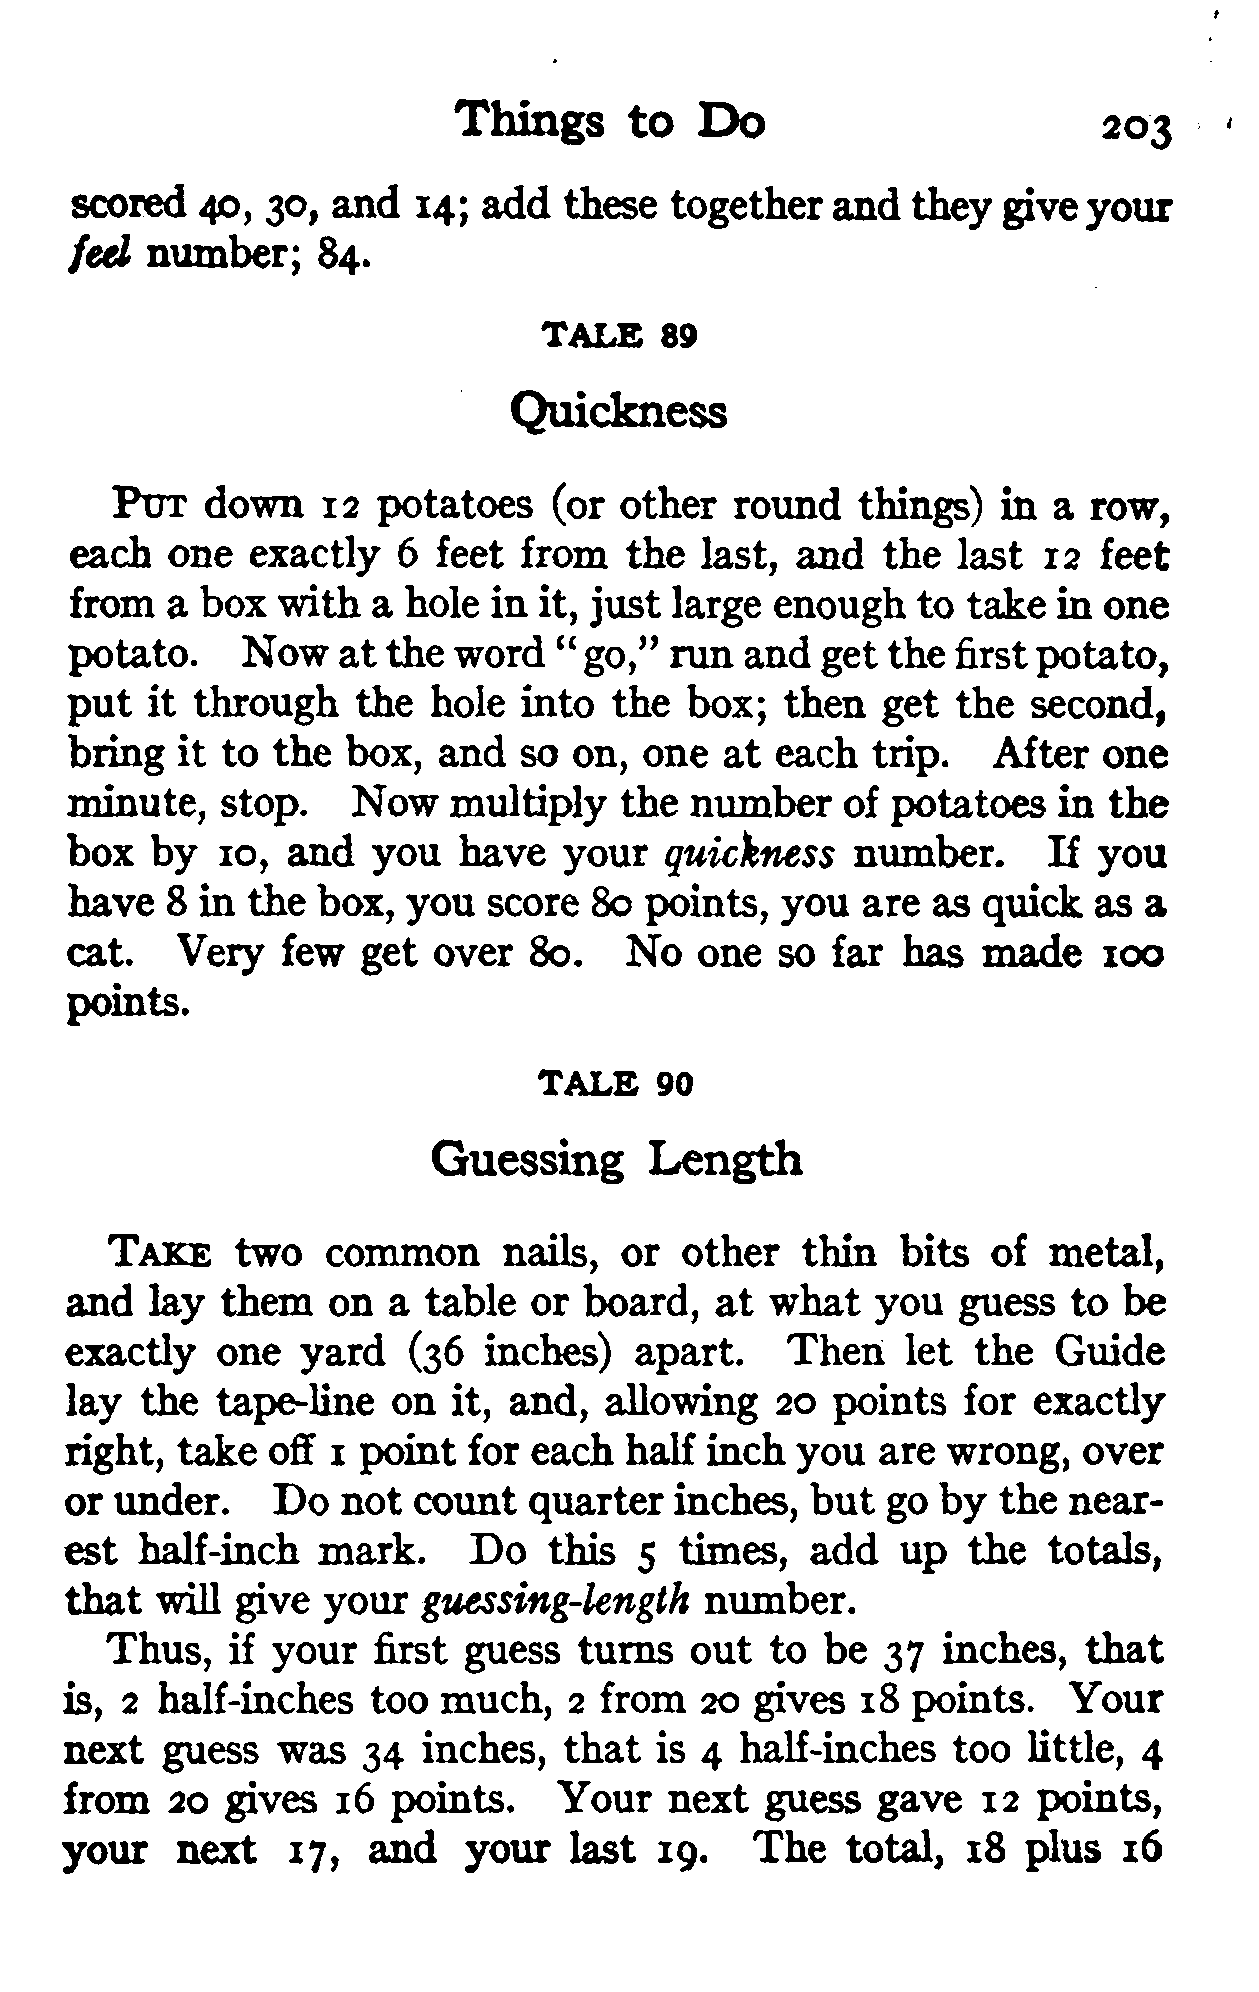 Things to Do 203
scored 40, 30, and 14; add these together and they give your
feel number; 84.
TALE 89
Quickness
PUT down 12 potatoes (or other round things) in a row,
each one exactly 6 feet from the last, and the last 12 feet
from a box with a hole in it, just large enough to take in one
potato. Now at the word "go," run and get the first potato,
put it through the hole into the box; then get the second,
bring it to the box, and so on, one at each trip. After one
minute, stop. Now multiply the number of potatoes in the
box by 10, and you have your quickness number. If you
have 8 in the box, you score 80 points, you are as quick as a
cat. Very few get over 80. No one so far has made 100
points.
TALE 90
Guessing Length
TAKE two common nails, or other thin bits of metal,
and lay them on a table or board, at what you guess to be
exactly one yard (36 inches) apart. Then let the Guide
lay the tape-line on it, and, allowing 20 points for exactly
right, take off 1 point for each half inch you are wrong, over
or under. Do not count quarter inches, but go by the near-
est half-inch mark. Do this 5 times, add up the totals,
that will give your guessing-length number.
Thus, if your first guess turns out to be 37 inches, that
is, 2 half-inches too much, 2 from 20 gives 18 points. Your
next guess was 34 inches, that is 4 half-inches too little, 4
from 20 gives 16 points. Your next guess gave 12 points,
your next 17, and your last 19. The total, 18 plus 16